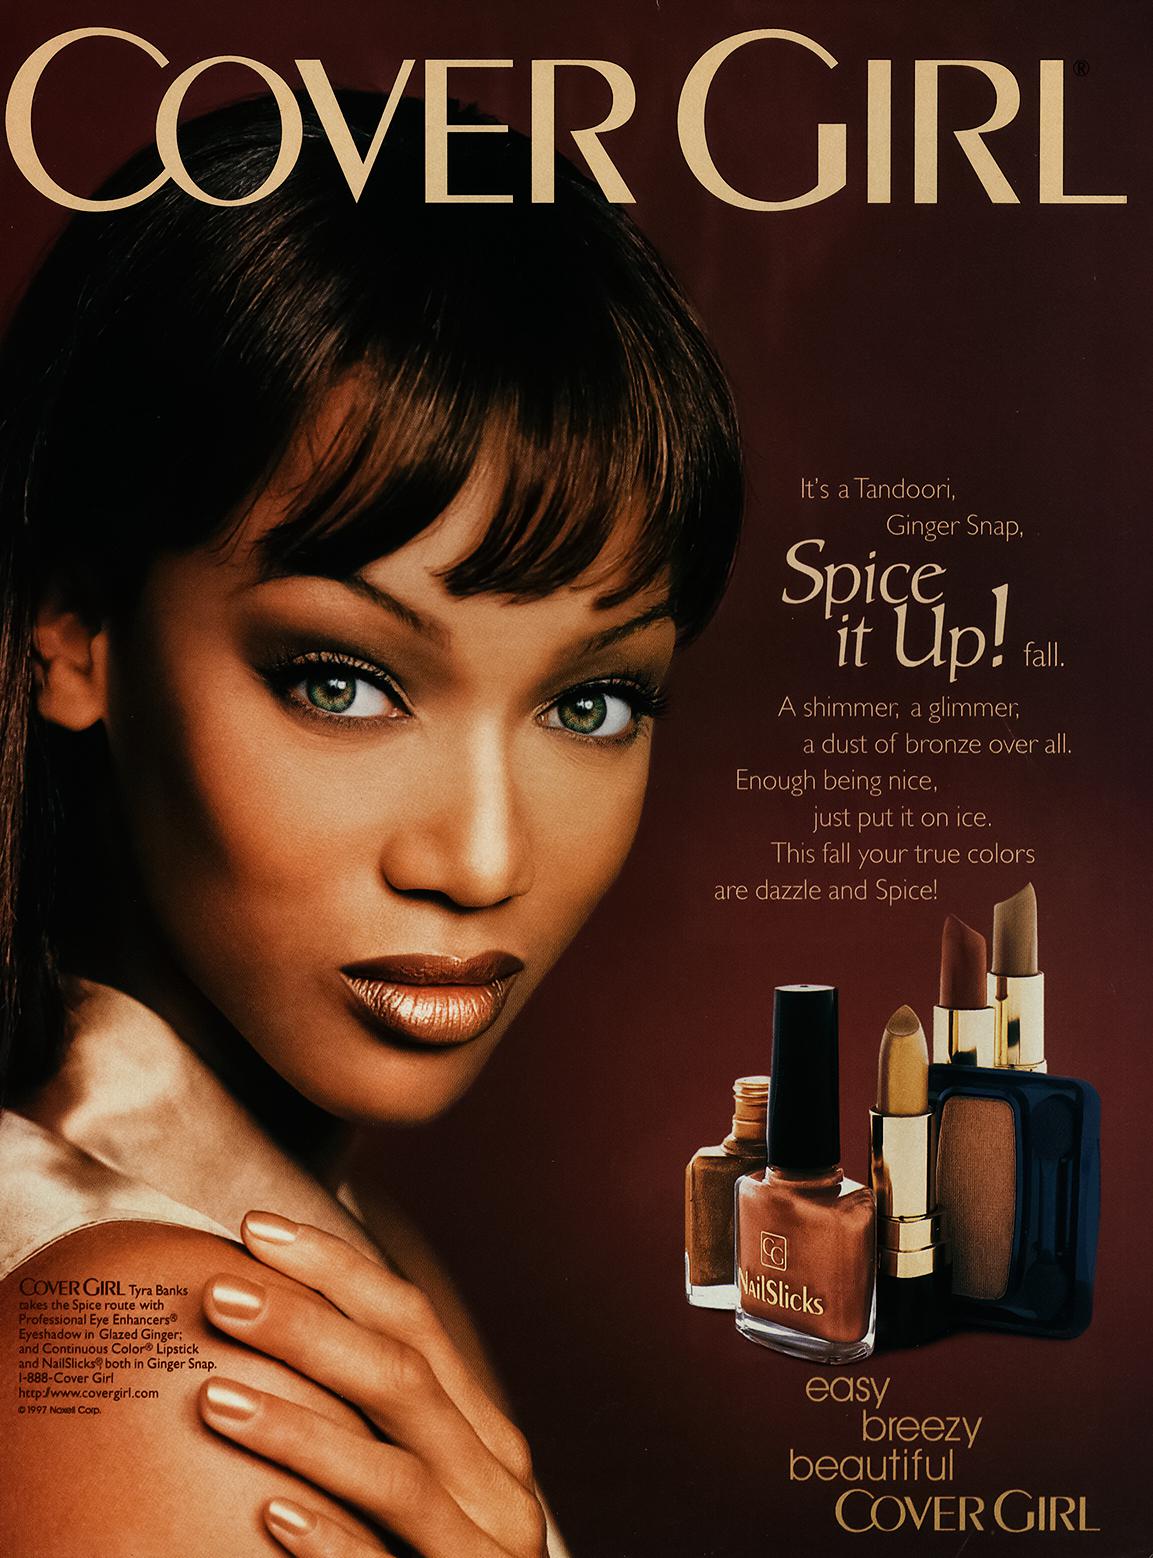 COVER GIRL®
It's a Tandoori,
Ginger Snap,
Spice
it Up! fall.
A shimmer, a glimmer,
a dust of bronze over all.
Enough being nice,
just put it on ice.
This fall your true colors
are dazzle and Spice!
CG
NailSlicks
COVER GIRL Tyra Banks
takes the Spice route with
Professional Eye Enhancers®
Eyeshadow in Glazed Ginger;
and Continuous Color® Lipstick
and NailSlicks®, both in Ginger Snap.
1-888-Cover Girl
http://www.covergirl.com
© 1997 Noxell Corp.
easy
breezy
beautiful
COVER GIRL